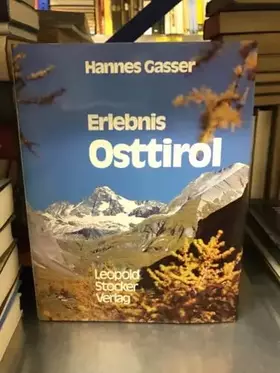 Hannes Gasser
Erlebnis
Osttirol
Leopold
Stocker
Verlag